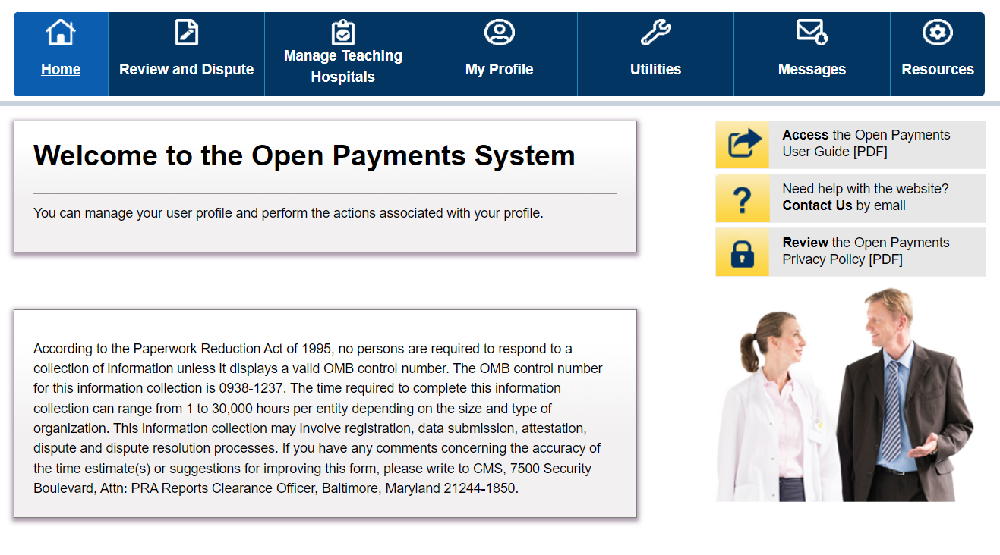 Home
Review and Dispute
Manage Teaching
Hospitals
My Profile
Utilities
Messages
Resources
Welcome to the Open Payments System
You can manage your user profile and perform the actions associated with your profile.
Access the Open Payments
User Guide [PDF]
Need help with the website?
Contact Us by email
Review the Open Payments
Privacy Policy [PDF]
According to the Paperwork Reduction Act of 1995, no persons are required to respond to a
collection of information unless it displays a valid OMB control number. The OMB control number
for this information collection is 0938-1237. The time required to complete this information
collection can range from 1 to 30,000 hours per entity depending on the size and type of
organization. This information collection may involve registration, data submission, attestation,
dispute and dispute resolution processes. If you have any comments concerning the accuracy of
the time estimate(s) or suggestions for improving this form, please write to CMS, 7500 Security
Boulevard, Attn: PRA Reports Clearance Officer, Baltimore, Maryland 21244-1850.